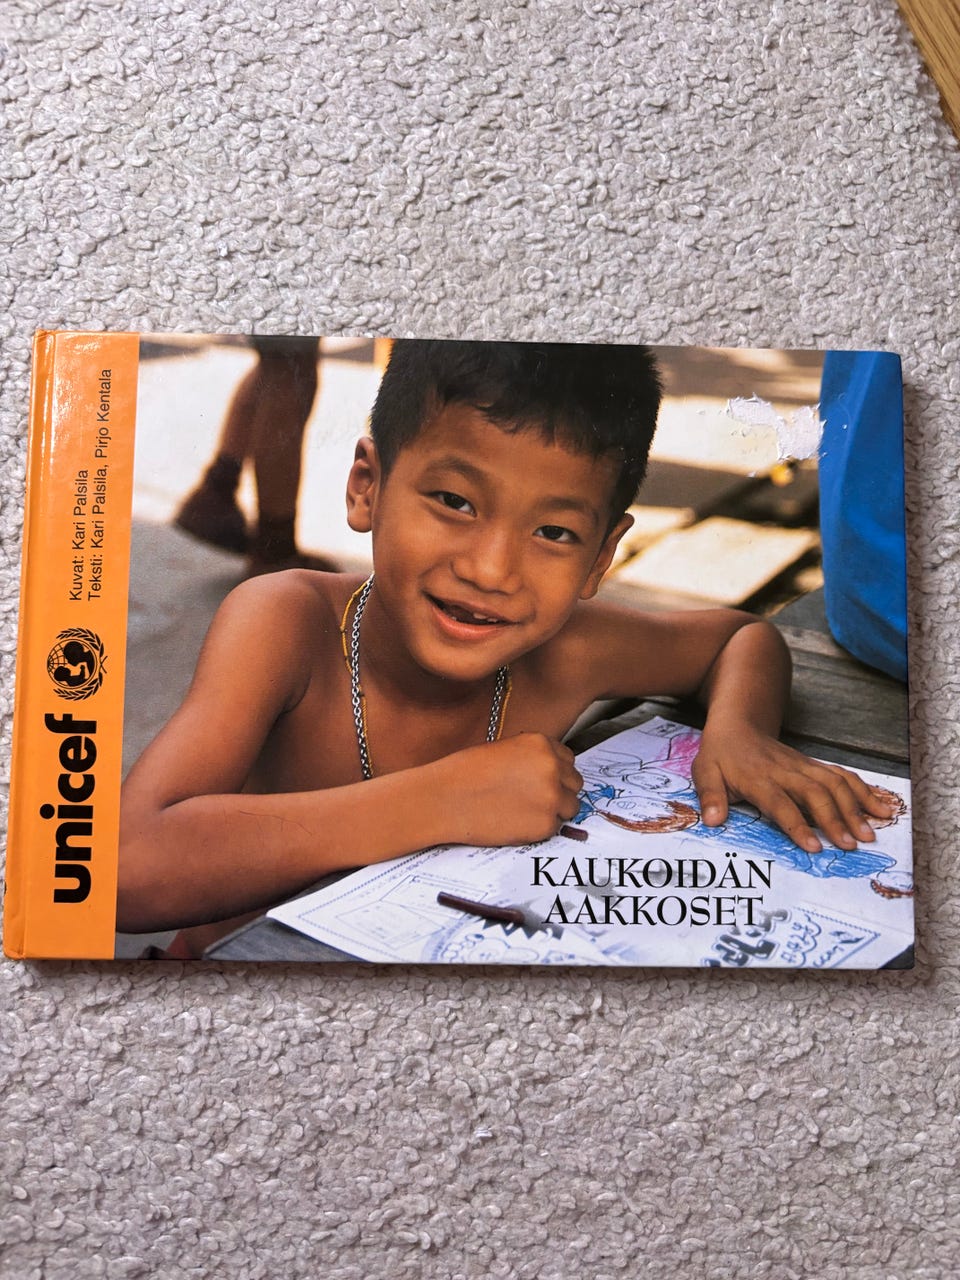 Kuvat: Kari Palsila
Teksti: Kari Palsila, Pirjo Kentala
unicef
KAUKOIDÄN
AAKKOSET